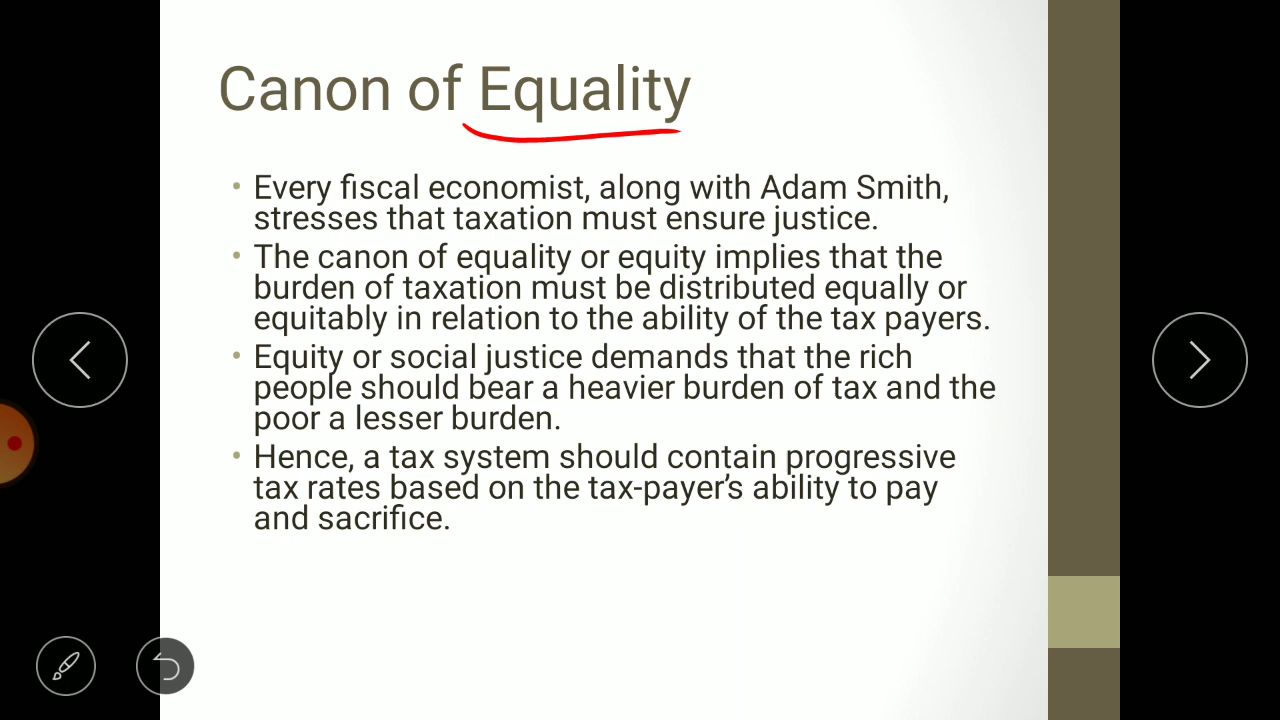 Canon of Equality
• Every fiscal economist, along with Adam Smith,
stresses that taxation must ensure justice.
• The canon of equality or equity implies that the
burden of taxation must be distributed equally or
equitably in relation to the ability of the tax payers.
• Equity or social justice demands that the rich
people should bear a heavier burden of tax and the
poor a lesser burden.
• Hence, a tax system should contain progressive
tax rates based on the tax-payer’s ability to pay
and sacrifice.